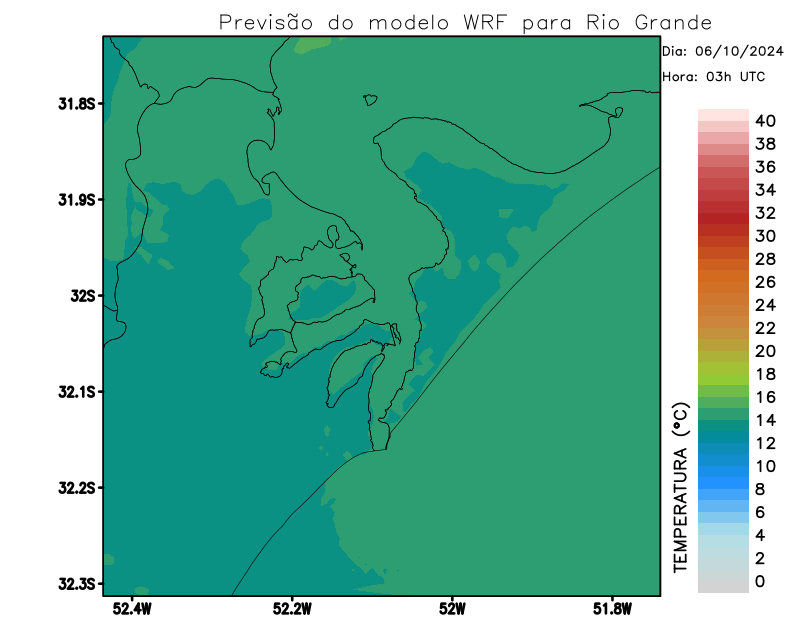 Previsão do modelo WRF para Rio Grande
Dia: 06/10/2024
Hora: 03h UTC
31.8S
31.9S
32S
32.1S
32.2S
32.3S
52.4W
52.2W
52W
51.8W
TEMPERATURA (°C)
40
38
36
34
32
30
28
26
24
22
20
18
16
14
12
10
8
6
4
2
0